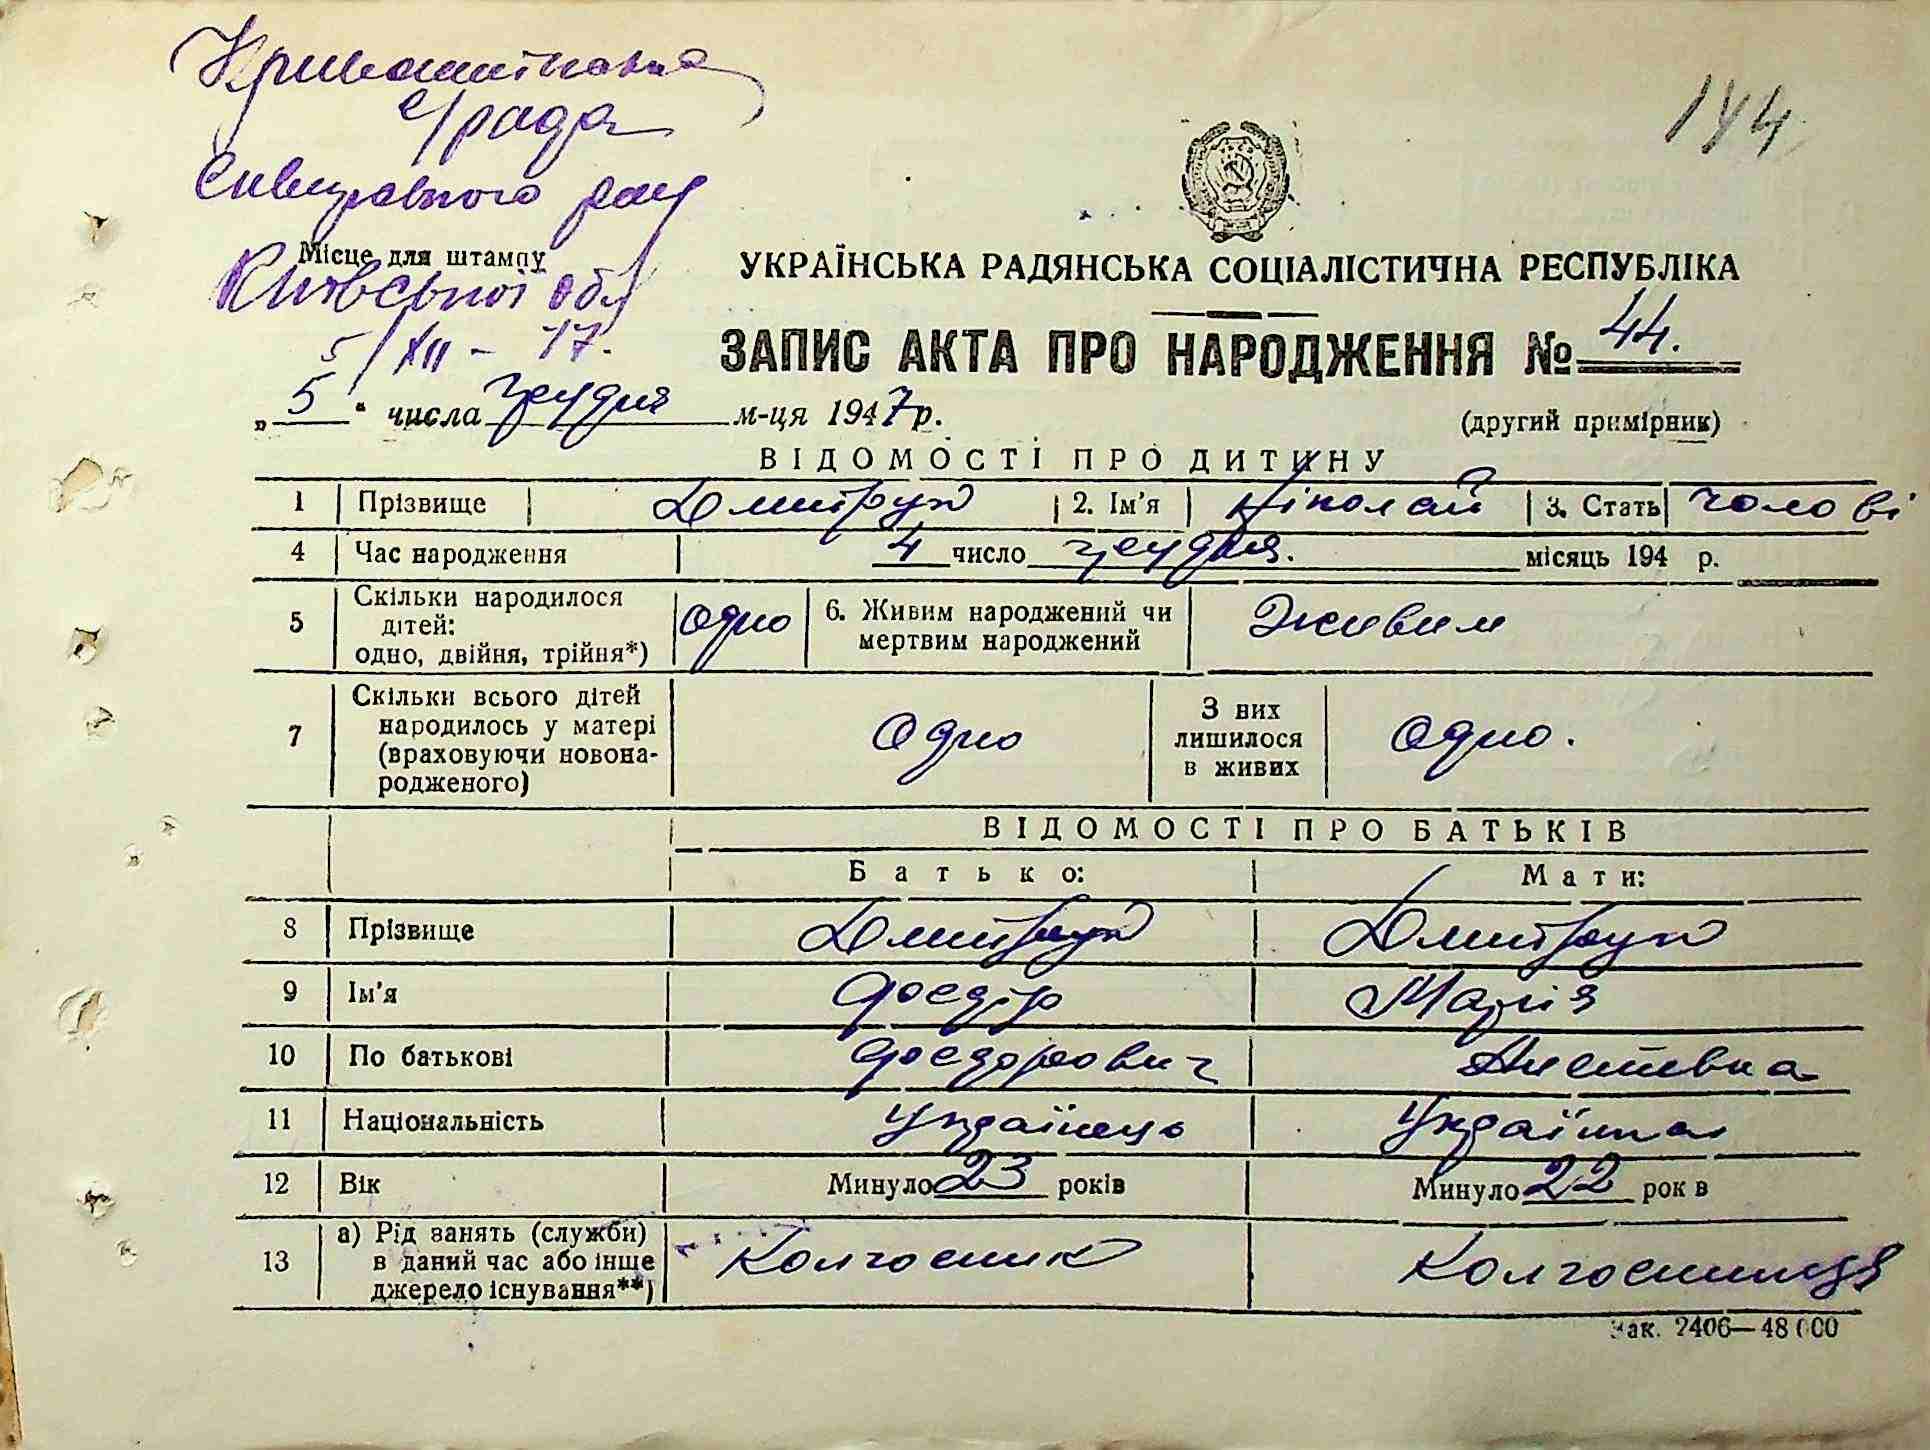 с/рада
Сквирського рай
Місце для штампу
Київської обл
5/XII – 47.
144
УКРАЇНСЬКА РАДЯНСЬКА СОЦІАЛІСТИЧНА РЕСПУБЛІКА
ЗАПИС АКТА ПРО НАРОДЖЕННЯ № 44.
„ 5 “ числа грудня м-ця 1947 р.
(другий примірник)
ВІДОМОСТІ ПРО ДИТИНУ
1 Прізвище Дмитрук 2. Ім'я Ніколай 3. Стать чолові
4 Час народження 4 число грудня. місяць 194 р.
5 Скільки народилося дітей: одно, двійня, трійня*) одно 6. Живим народжений чи мертвим народжений Живим
7 Скільки всього дітей народилось у матері (враховуючи новонародженого) Одно З них лишилося в живих одно.
ВІДОМОСТІ ПРО БАТЬКІВ
Батько: Мати:
8 Прізвище Дмитрук Дмитрук
9 Ім'я Федір Марія
10 По батькові Федорович
11 Національність Українець Українка
12 Вік Минуло 23 років Минуло 22 рок в
13 а) Рід занять (служби) в даний час або інше джерело існування**) Колгосник Колгосниця
Зак. 2406—48 000